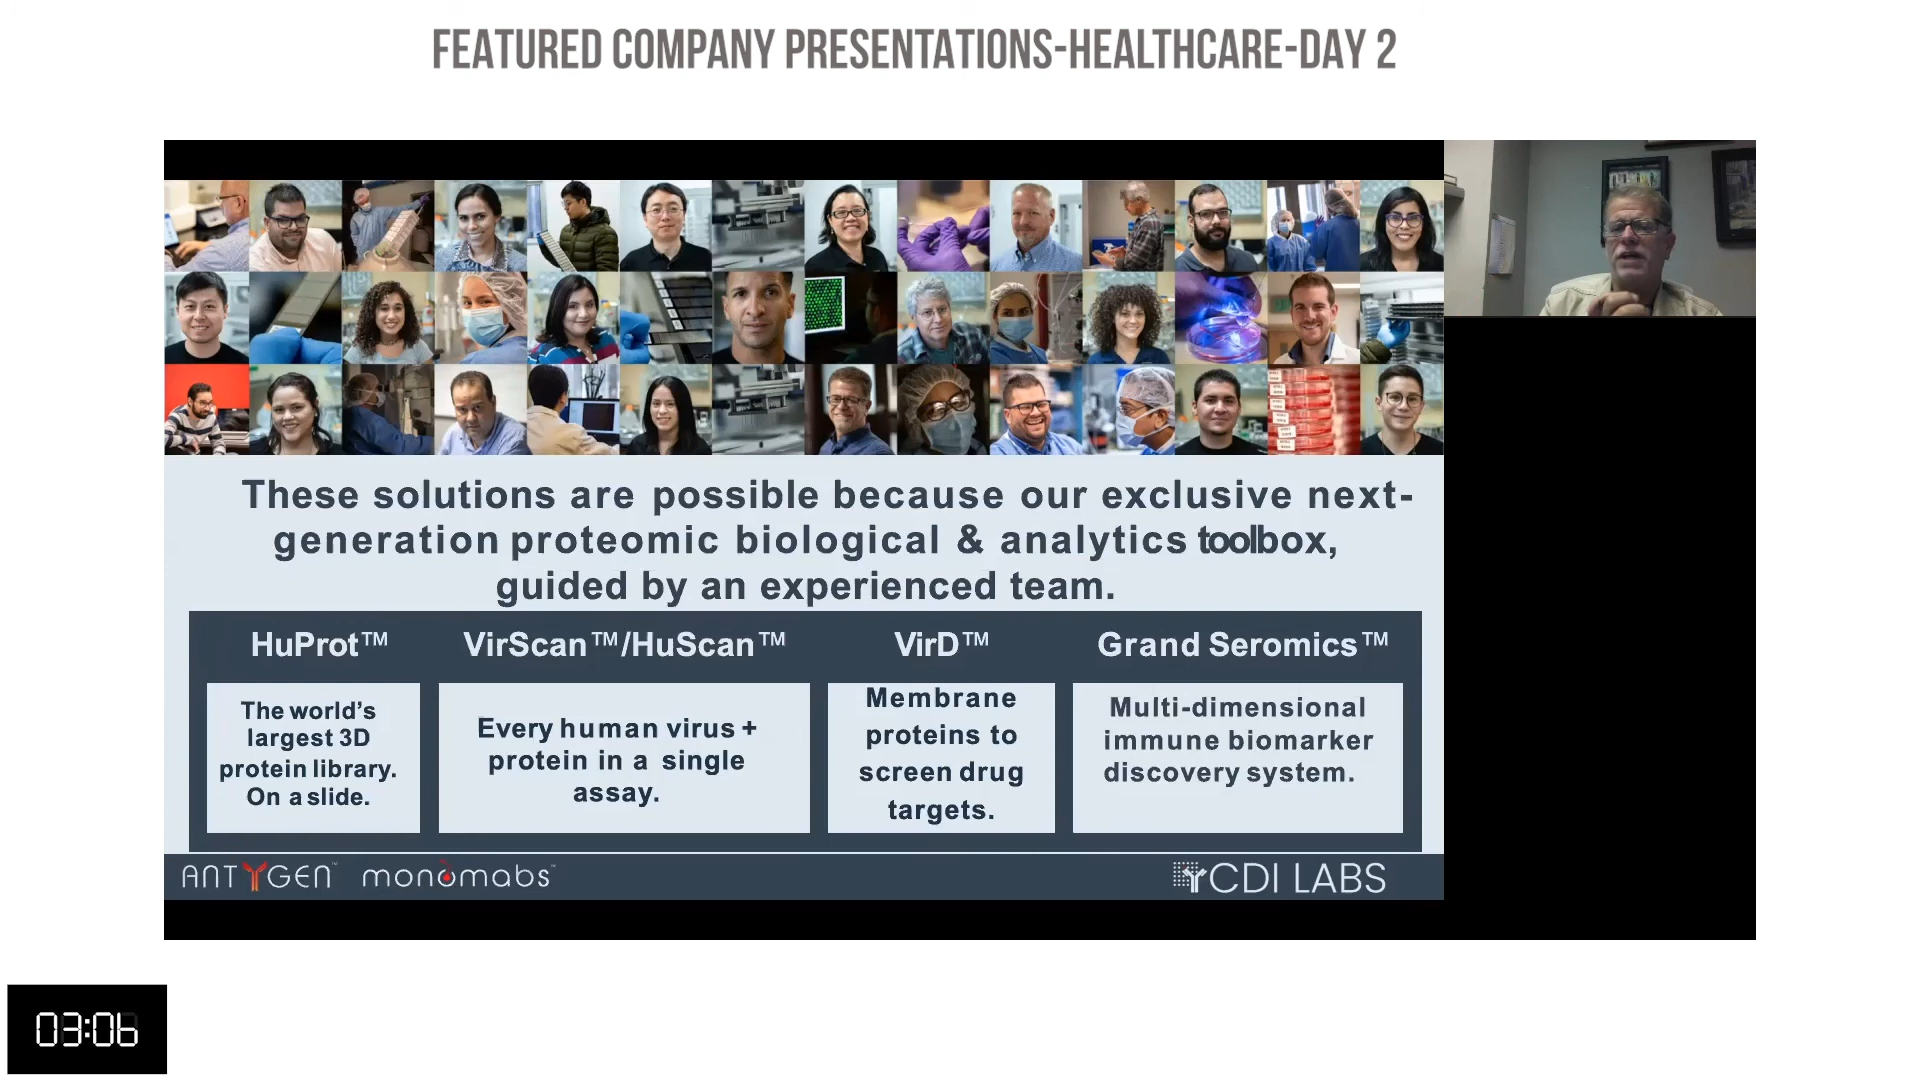 FEATURED COMPANY PRESENTATIONS-HEALTHCARE-DAY 2
These solutions are possible because our exclusive next-
generation proteomic biological & analytics toolbox,
guided by an experienced team.
HuProt™
VirScan™/HuScan™
VirD™
Grand Seromics™
The world's
largest 3D
protein library.
On a slide.
Every human virus +
protein in a single
assay.
Membrane
proteins to
screen drug
targets.
Multi-dimensional
immune biomarker
discovery system.
ANTYGEN™
monomabs™
CDI LABS
03:06